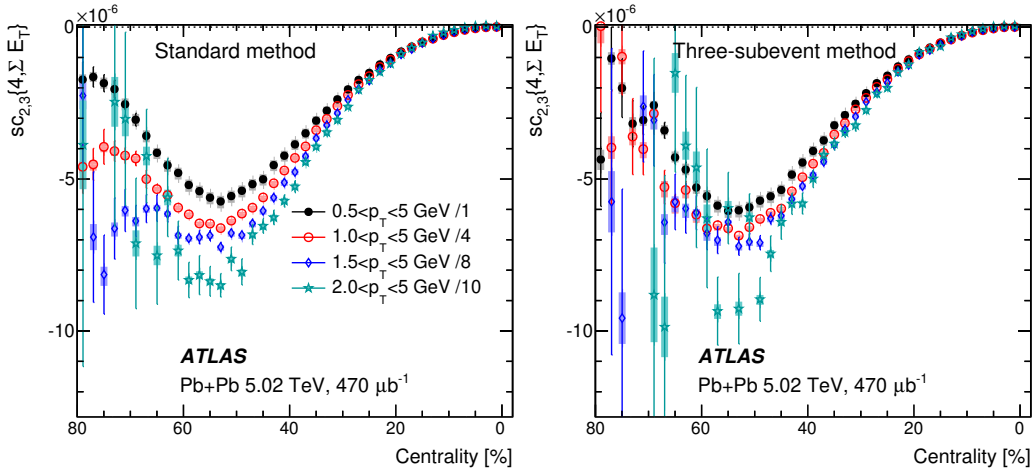 ×10⁻⁶
0
Standard method
sc₂,₃{4,Σ E_T}
-5
0.5<p_T<5 GeV /1
1.0<p_T<5 GeV /4
1.5<p_T<5 GeV /8
2.0<p_T<5 GeV /10
-10
ATLAS
Pb+Pb 5.02 TeV, 470 μb⁻¹
80 60 40 20 0
Centrality [%]
×10⁻⁶
0
Three-subevent method
sc₂,₃{4,Σ E_T}
-5
-10
ATLAS
Pb+Pb 5.02 TeV, 470 μb⁻¹
80 60 40 20 0
Centrality [%]